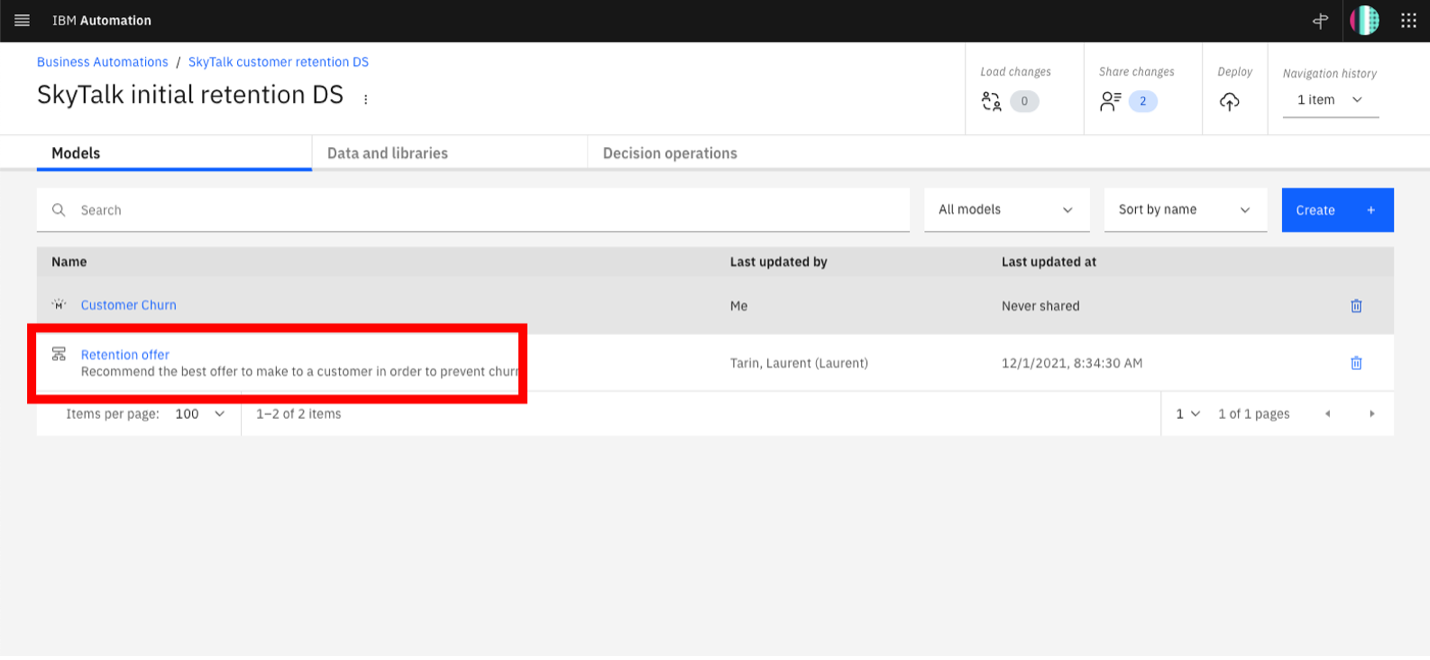 IBM Automation
Business Automations / SkyTalk customer retention DS
SkyTalk initial retention DS
Load changes
0
Share changes
2
Deploy
Navigation history
1 item
Models
Data and libraries
Decision operations
Search
All models
Sort by name
Create +
Name
Last updated by
Last updated at
M
Customer Churn
Me
Never shared
Retention offer
Recommend the best offer to make to a customer in order to prevent
Tarin, Laurent (Laurent)
12/1/2021, 8:34:30 AM
Items per page: 100
1–2 of 2 items
1
1 of 1 pages